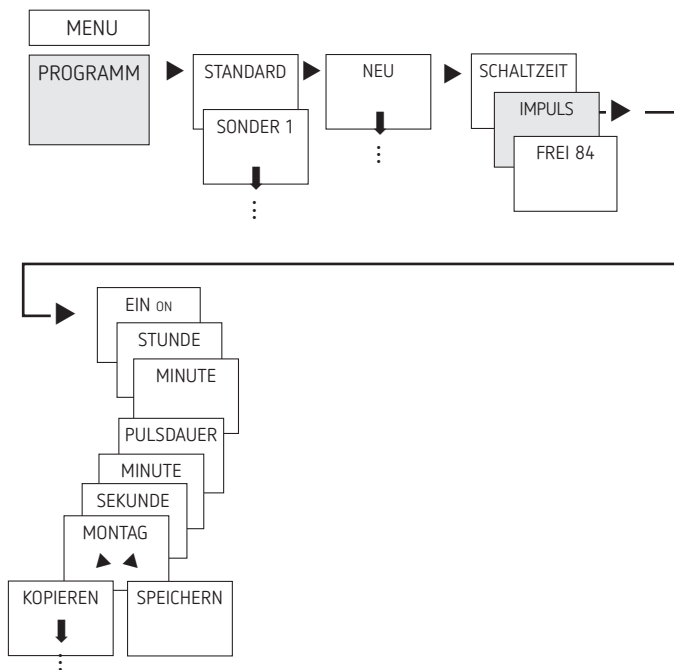 MENU
PROGRAMM
STANDARD
SONDER 1
NEU
SCHALTZEIT
IMPULS
FREI 84
EIN ON
STUNDE
MINUTE
PULSDAUER
MINUTE
SEKUNDE
MONTAG
KOPIEREN
SPEICHERN